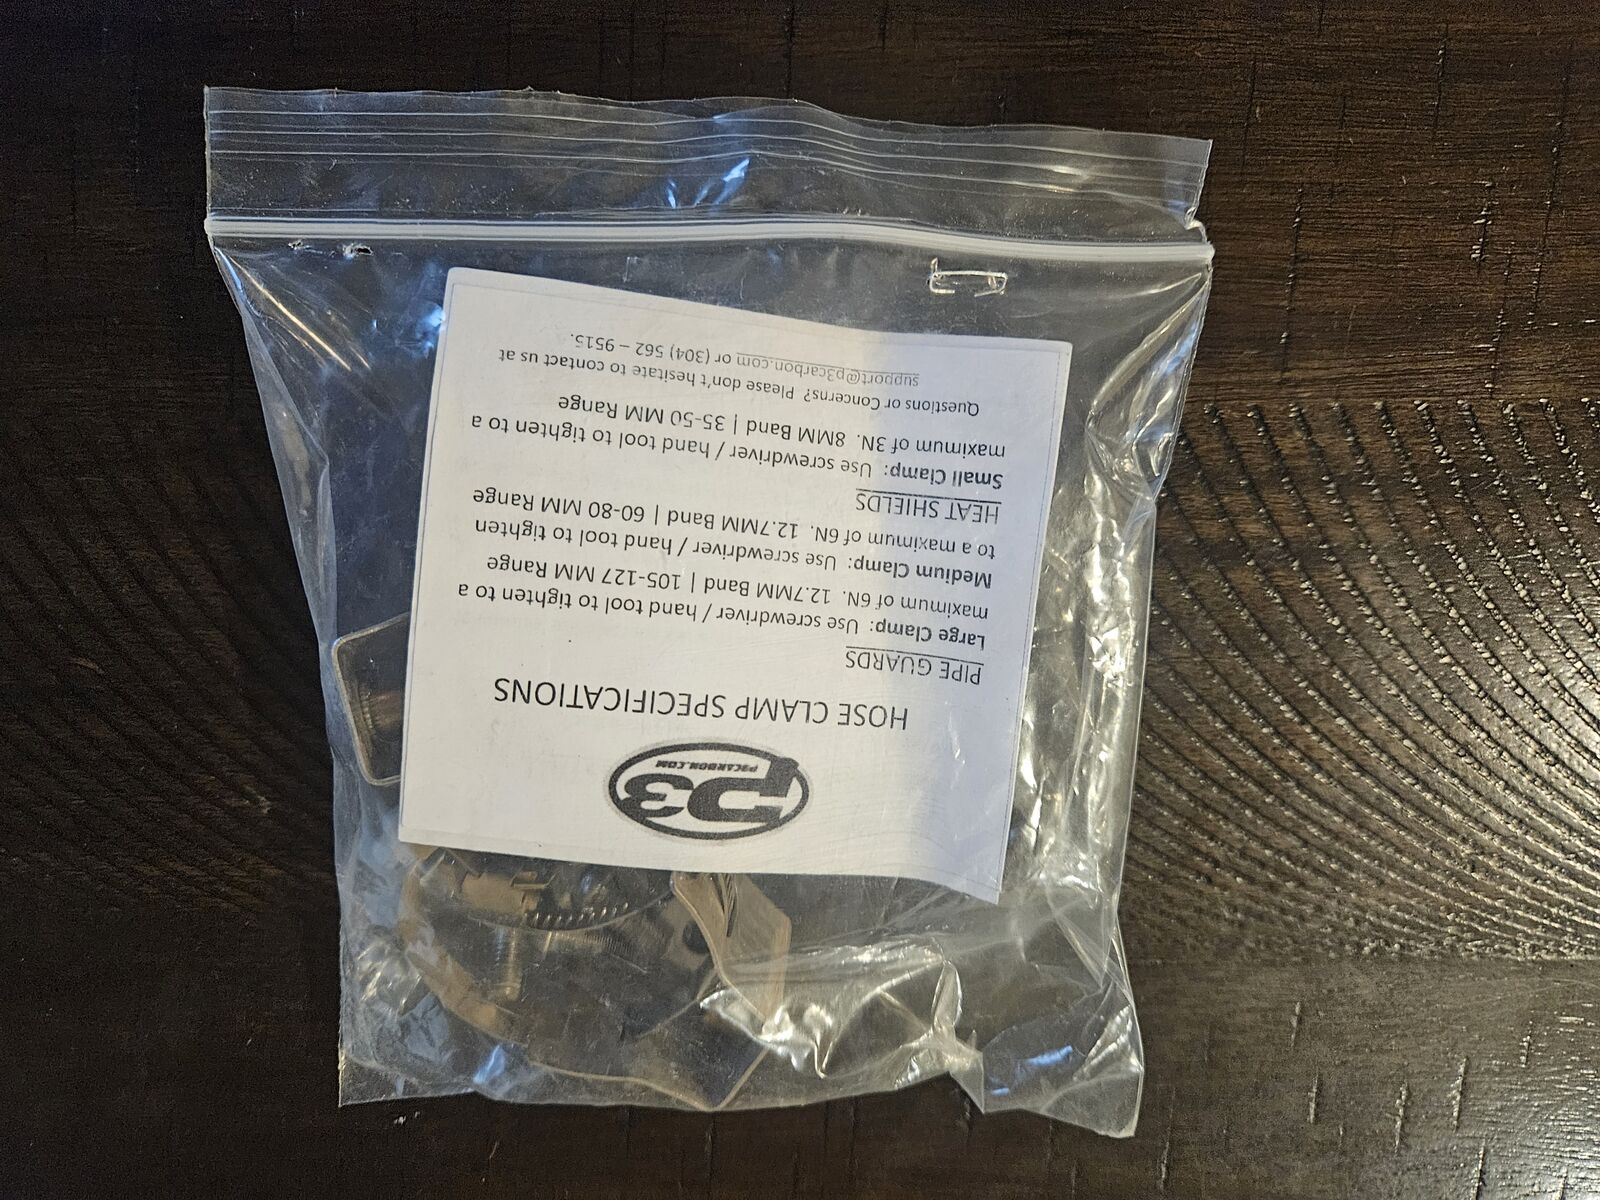 P3
P3CARBON.COM
HOSE CLAMP SPECIFICATIONS
PIPE GUARDS
Large Clamp: Use screwdriver / hand tool to tighten to a
maximum of 6N. 12.7MM Band | 105-127 MM Range
Medium Clamp: Use screwdriver / hand tool to tighten
to a maximum of 6N. 12.7MM Band | 60-80 MM Range
HEAT SHIELDS
Small Clamp: Use screwdriver / hand tool to tighten to a
maximum of 3N. 8MM Band | 35-50 MM Range
Questions or Concerns? Please don't hesitate to contact us at
support@p3carbon.com or (304) 562 – 9515.